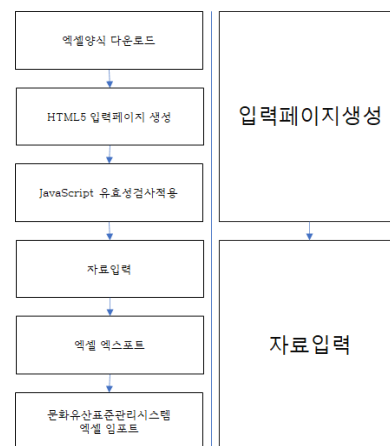 엑셀양식 다운로드
HTML5 입력페이지 생성
JavaScript 유효성검사적용
자료입력
엑셀 엑스포트
문화유산표준관리시스템
엑셀 임포트
입력페이지생성
자료입력